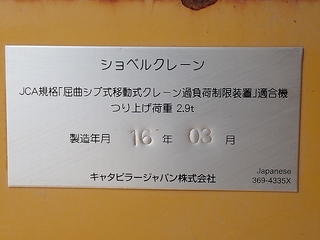 ショベルクレーン
JCA規格「屈曲ジブ式移動式クレーン過負荷制限装置」適合機
つり上げ荷重 2.9t
製造年月 16 年 03 月
キャタピラージャパン株式会社
Japanese
369-4335X